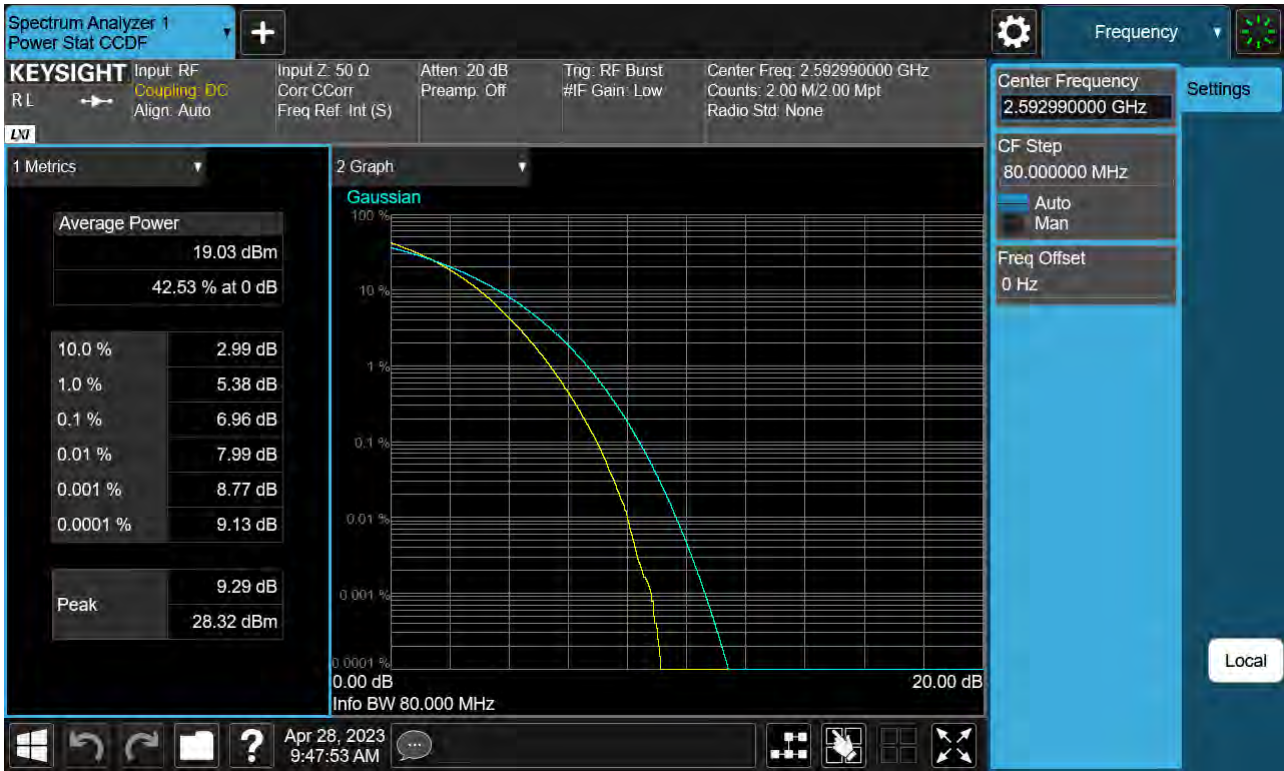 Spectrum Analyzer 1
Power Stat CCDF
Frequency
KEYSIGHT
RL
LXI
Input: RF
Coupling: DC
Align: Auto
Input Z: 50 Ω
Corr CCorr
Freq Ref: Int (S)
Atten: 20 dB
Preamp: Off
Trig: RF Burst
#IF Gain: Low
Center Freq: 2.592990000 GHz
Counts: 2.00 M/2.00 Mpt
Radio Std: None
Center Frequency
2.592990000 GHz
Settings
CF Step
80.000000 MHz
Auto
Man
Freq Offset
0 Hz
Local
1 Metrics
Average Power
19.03 dBm
42.53 % at 0 dB
10.0 % 2.99 dB
1.0 % 5.38 dB
0.1 % 6.96 dB
0.01 % 7.99 dB
0.001 % 8.77 dB
0.0001 % 9.13 dB
Peak
9.29 dB
28.32 dBm
2 Graph
Gaussian
100 %
10 %
1 %
0.1 %
0.01 %
0.001 %
0.0001 %
0.00 dB 20.00 dB
Info BW 80.000 MHz
?
Apr 28, 2023
9:47:53 AM